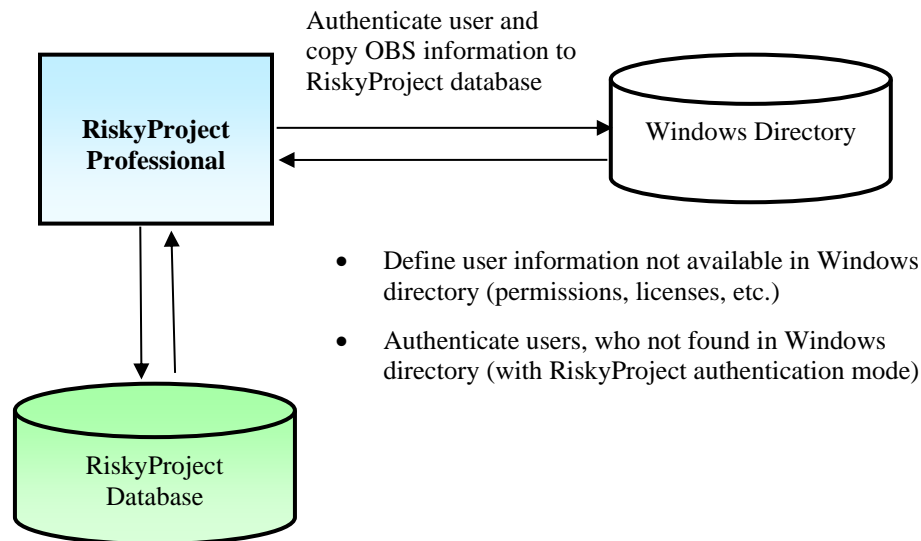 Authenticate user and
copy OBS information to
RiskyProject database
RiskyProject
Professional
Windows Directory
• Define user information not available in Windows
directory (permissions, licenses, etc.)
• Authenticate users, who not found in Windows
directory (with RiskyProject authentication mode)
RiskyProject
Database